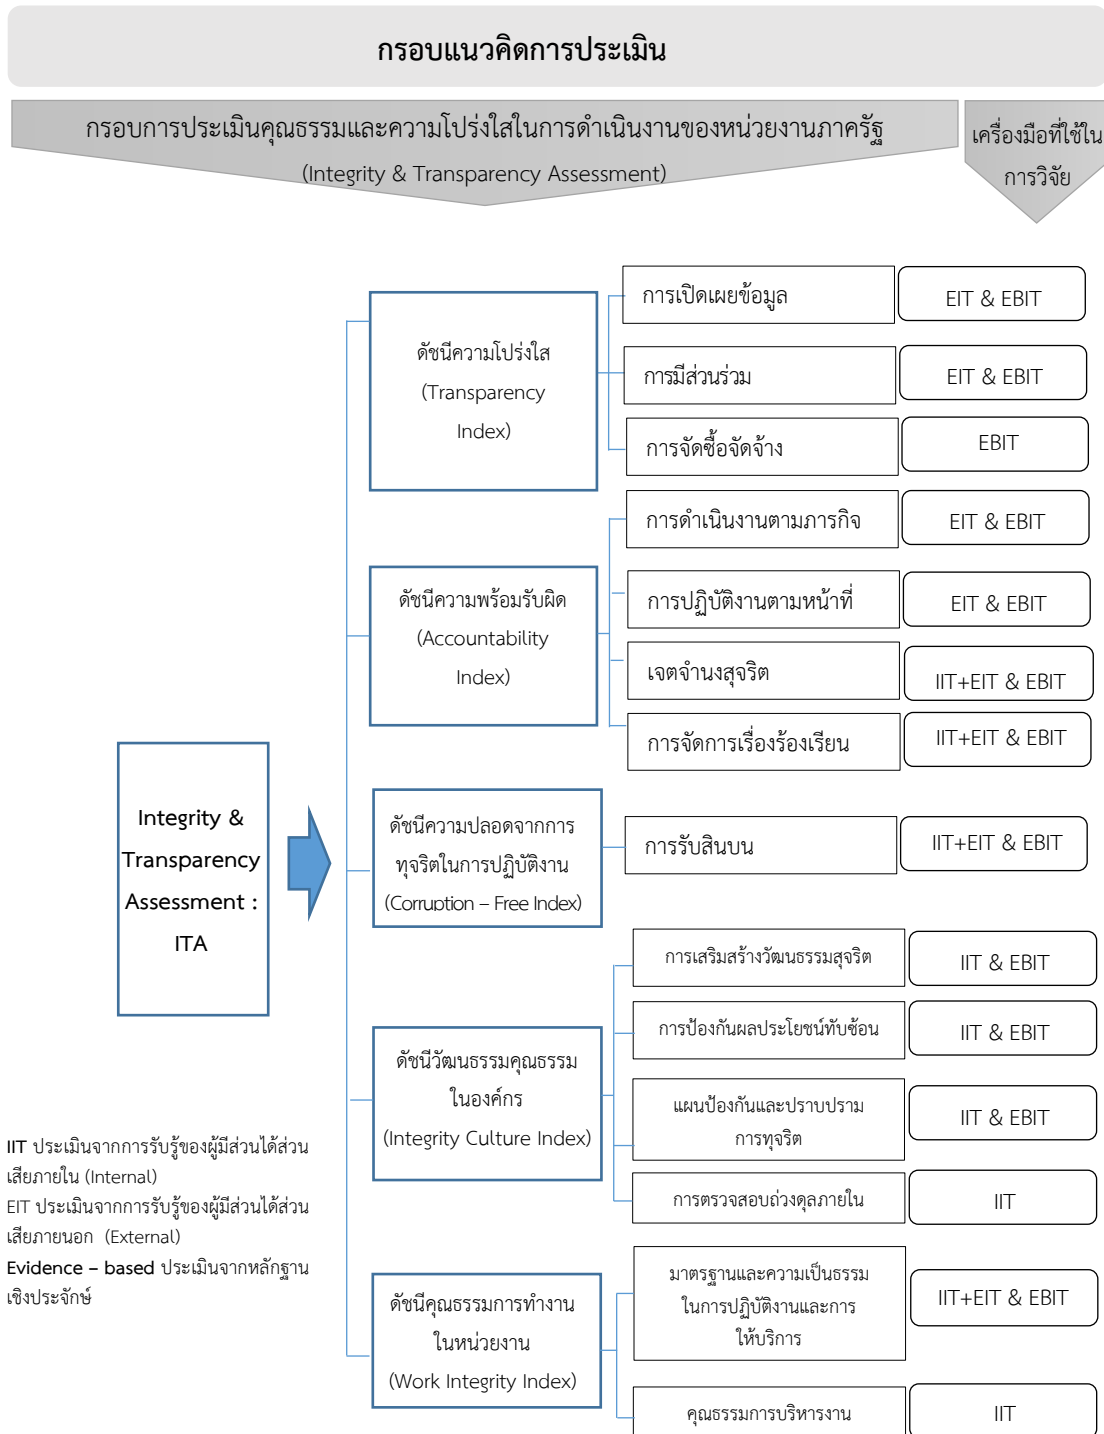 กรอบแนวคิดการประเมิน
กรอบการประเมินคุณธรรมและความโปร่งใสในการดำเนินงานของหน่วยงานภาครัฐ
(Integrity & Transparency Assessment)
เครื่องมือที่ใช้ใน
การวิจัย
Integrity &
Transparency
Assessment :
ITA
ดัชนีความโปร่งใส
(Transparency
Index)
การเปิดเผยข้อมูล
EIT & EBIT
การมีส่วนร่วม
EIT & EBIT
การจัดซื้อจัดจ้าง
EBIT
ดัชนีความพร้อมรับผิด
(Accountability
Index)
การดำเนินงานตามภารกิจ
EIT & EBIT
การปฏิบัติงานตามหน้าที่
EIT & EBIT
เจตจำนงสุจริต
IIT+EIT & EBIT
การจัดการเรื่องร้องเรียน
IIT+EIT & EBIT
ดัชนีความปลอดจากการ
ทุจริตในการปฏิบัติงาน
(Corruption – Free Index)
การรับสินบน
IIT+EIT & EBIT
ดัชนีวัฒนธรรมคุณธรรม
ในองค์กร
(Integrity Culture Index)
การเสริมสร้างวัฒนธรรมสุจริต
IIT & EBIT
การป้องกันผลประโยชน์ทับซ้อน
IIT & EBIT
แผนป้องกันและปราบปราม
การทุจริต
IIT & EBIT
การตรวจสอบถ่วงดุลภายใน
IIT
ดัชนีคุณธรรมการทำงาน
ในหน่วยงาน
(Work Integrity Index)
มาตรฐานและความเป็นธรรม
ในการปฏิบัติงานและการ
ให้บริการ
IIT+EIT & EBIT
คุณธรรมการบริหารงาน
IIT
IIT ประเมินจากการรับรู้ของผู้มีส่วนได้ส่วน
เสียภายใน (Internal)
EIT ประเมินจากการรับรู้ของผู้มีส่วนได้ส่วน
เสียภายนอก (External)
Evidence – based ประเมินจากหลักฐาน
เชิงประจักษ์